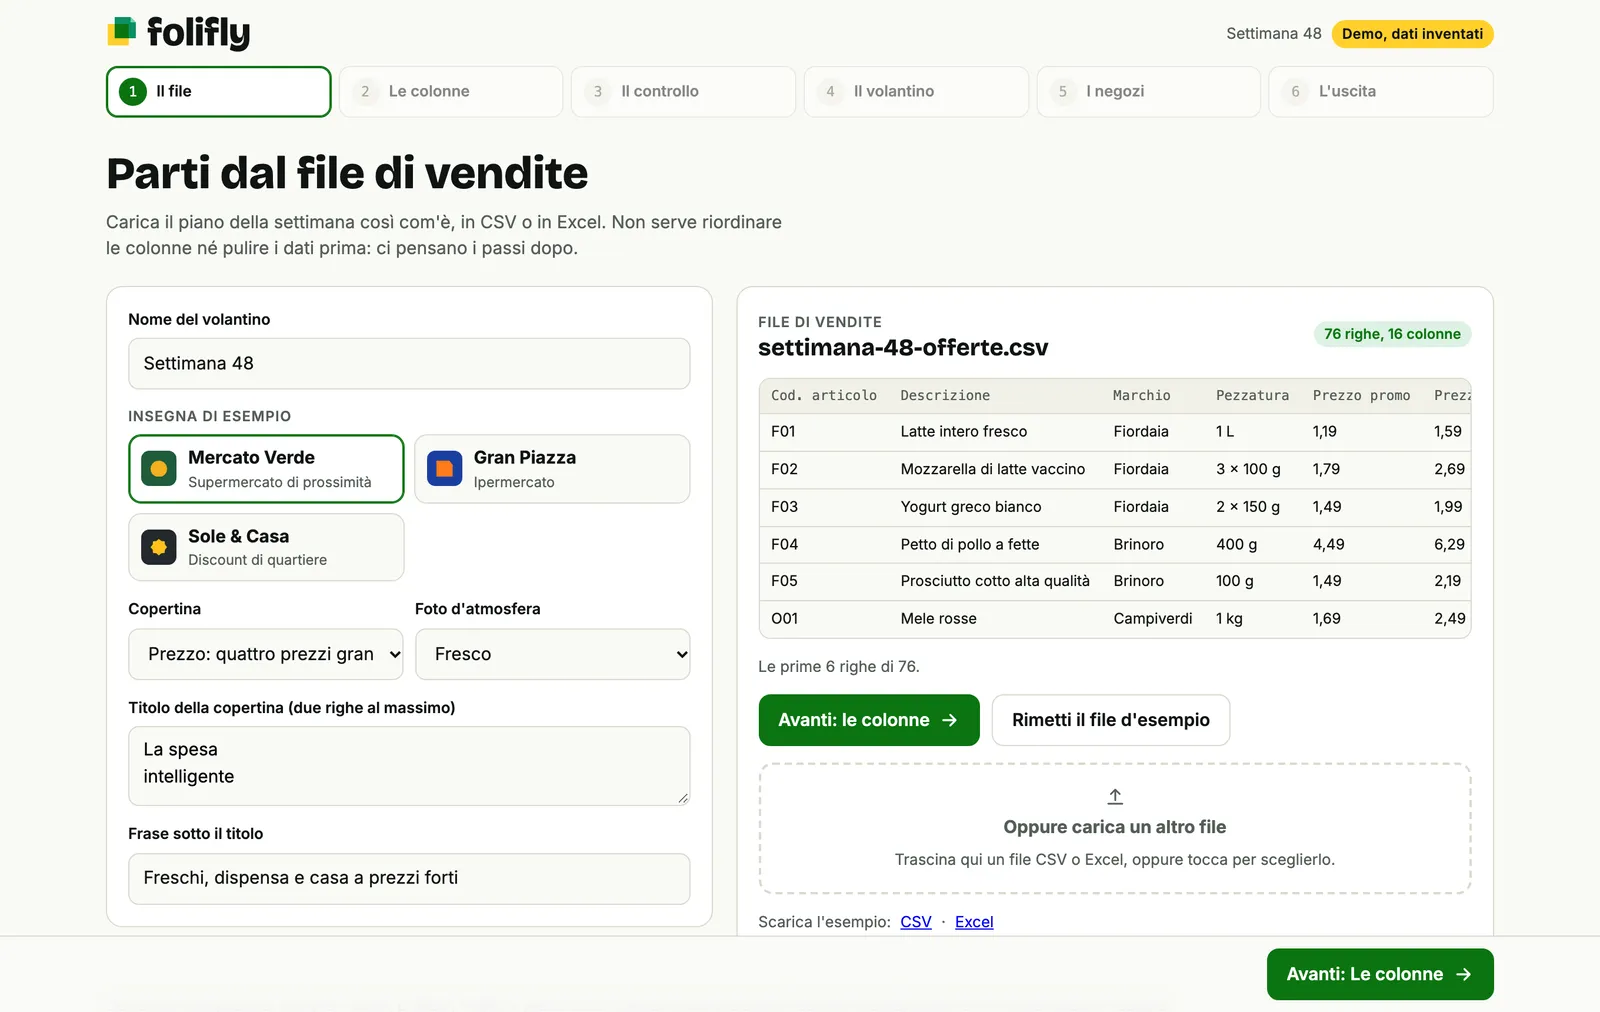 folifly
Settimana 48
Demo, dati inventati
1 Il file
2 Le colonne
3 Il controllo
4 Il volantino
5 I negozi
6 L'uscita
Parti dal file di vendite
Carica il piano della settimana così com'è, in CSV o in Excel. Non serve riordinare
le colonne né pulire i dati prima: ci pensano i passi dopo.
Nome del volantino
Settimana 48
INSEGNA DI ESEMPIO
Mercato Verde
Supermercato di prossimità
Gran Piazza
Ipermercato
Sole & Casa
Discount di quartiere
Copertina
Foto d'atmosfera
Prezzo: quattro prezzi gran
Fresco
Titolo della copertina (due righe al massimo)
La spesa
intelligente
Frase sotto il titolo
Freschi, dispensa e casa a prezzi forti
FILE DI VENDITE
settimana-48-offerte.csv
76 righe, 16 colonne
Cod. articolo Descrizione Marchio Pezzatura Prezzo promo Prezz
F01 Latte intero fresco Fiordaia 1 L 1,19 1,59
F02 Mozzarella di latte vaccino Fiordaia 3 × 100 g 1,79 2,69
F03 Yogurt greco bianco Fiordaia 2 × 150 g 1,49 1,99
F04 Petto di pollo a fette Brinoro 400 g 4,49 6,29
F05 Prosciutto cotto alta qualità Brinoro 100 g 1,49 2,19
O01 Mele rosse Campiverdi 1 kg 1,69 2,49
Le prime 6 righe di 76.
Avanti: le colonne →
Rimetti il file d'esempio
Oppure carica un altro file
Trascina qui un file CSV o Excel, oppure tocca per sceglierlo.
Scarica l'esempio: CSV · Excel
Avanti: Le colonne →